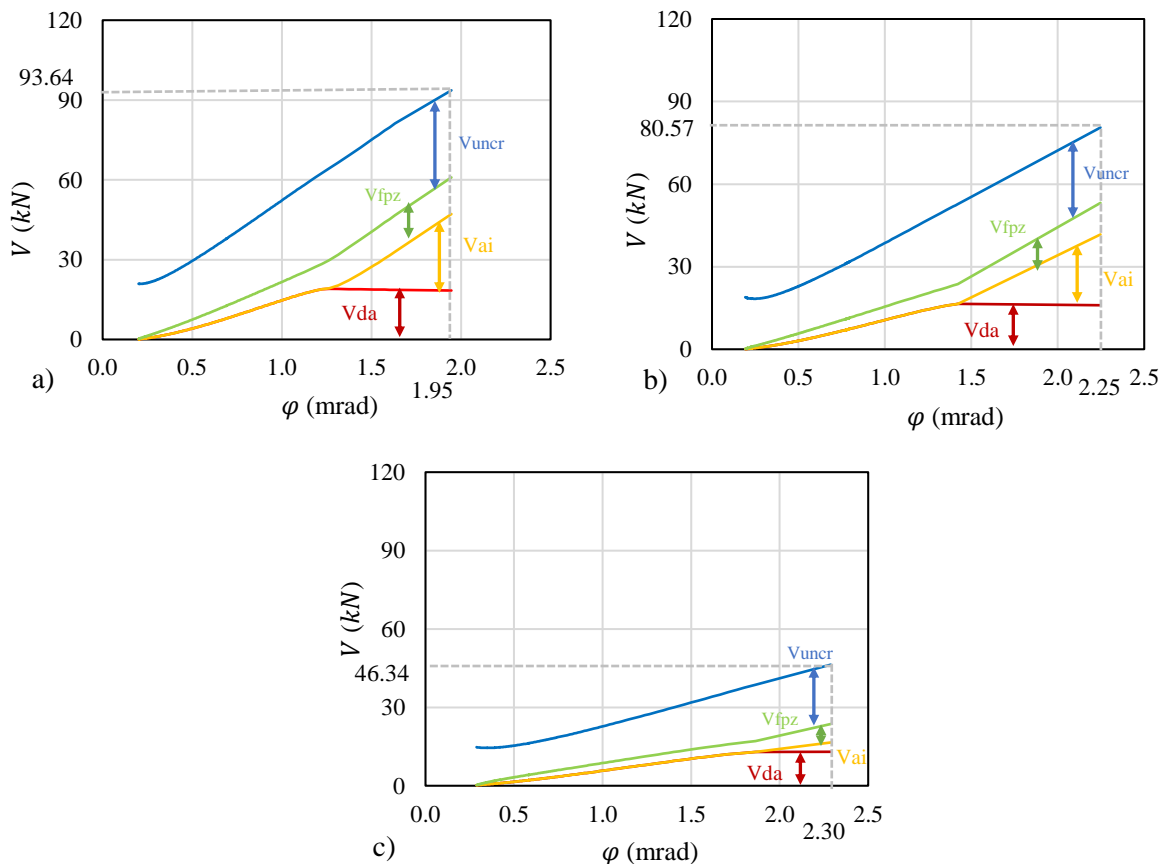 120
93.64
90
60
30
0
V (kN)
Vuncr
Vfpz
Vai
Vda
0.0 0.5 1.0 1.5 2.0 2.5
1.95
φ (mrad)
a)
120
90
80.57
60
30
0
V (kN)
Vuncr
Vfpz
Vai
Vda
0.0 0.5 1.0 1.5 2.0 2.5
2.25
φ (mrad)
b)
120
90
60
46.34
30
0
V (kN)
Vuncr
Vfpz
Vai
Vda
0.0 0.5 1.0 1.5 2.0 2.5
2.30
φ (mrad)
c)